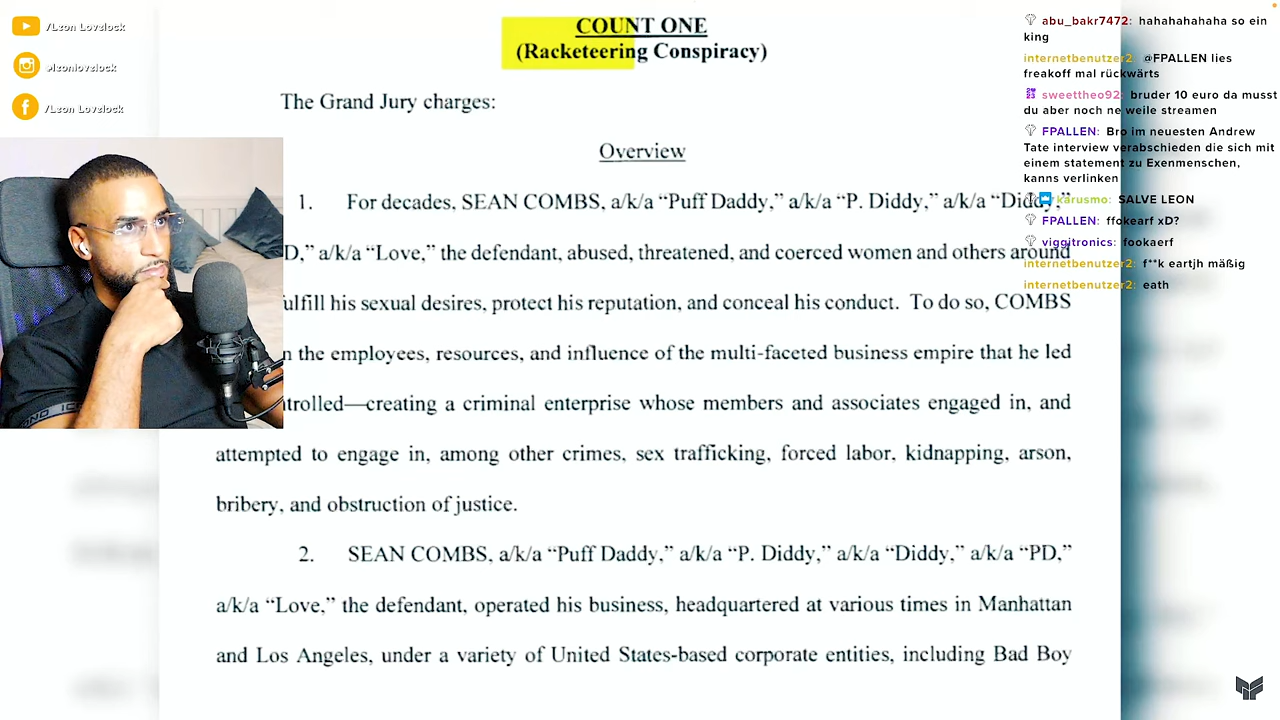 /Leon Lovelock
@leonlovelock
/Leon Lovelock
COUNT ONE
(Racketeering Conspiracy)
The Grand Jury charges:
Overview
1. For decades, SEAN COMBS, a/k/a “Puff Daddy,” a/k/a “P. Diddy,” a/k/a “Diddy,”
D,” a/k/a “Love,” the defendant, abused, threatened, and coerced women and others around
ulfill his sexual desires, protect his reputation, and conceal his conduct. To do so, COMBS
n the employees, resources, and influence of the multi-faceted business empire that he led
trolled—creating a criminal enterprise whose members and associates engaged in, and
attempted to engage in, among other crimes, sex trafficking, forced labor, kidnapping, arson,
bribery, and obstruction of justice.
2. SEAN COMBS, a/k/a “Puff Daddy,” a/k/a “P. Diddy,” a/k/a “Diddy,” a/k/a “PD,”
a/k/a “Love,” the defendant, operated his business, headquartered at various times in Manhattan
and Los Angeles, under a variety of United States-based corporate entities, including Bad Boy
abu_bakr7472: hahahahahaha so ein
king
internetbenutzer2: @FPALLEN lies
freakoff mal rückwärts
sweettheo92: bruder 10 euro da musst
du aber noch ne weile streamen
FPALLEN: Bro im neuesten Andrew
Tate interview verabschieden die sich mit
einem statement zu Exenmenschen,
kanns verlinken
karusmo: SALVE LEON
FPALLEN: ffokearf xD?
viggitronics: fookaerf
internetbenutzer2: f**k eartjh mäßig
internetbenutzer2: eath